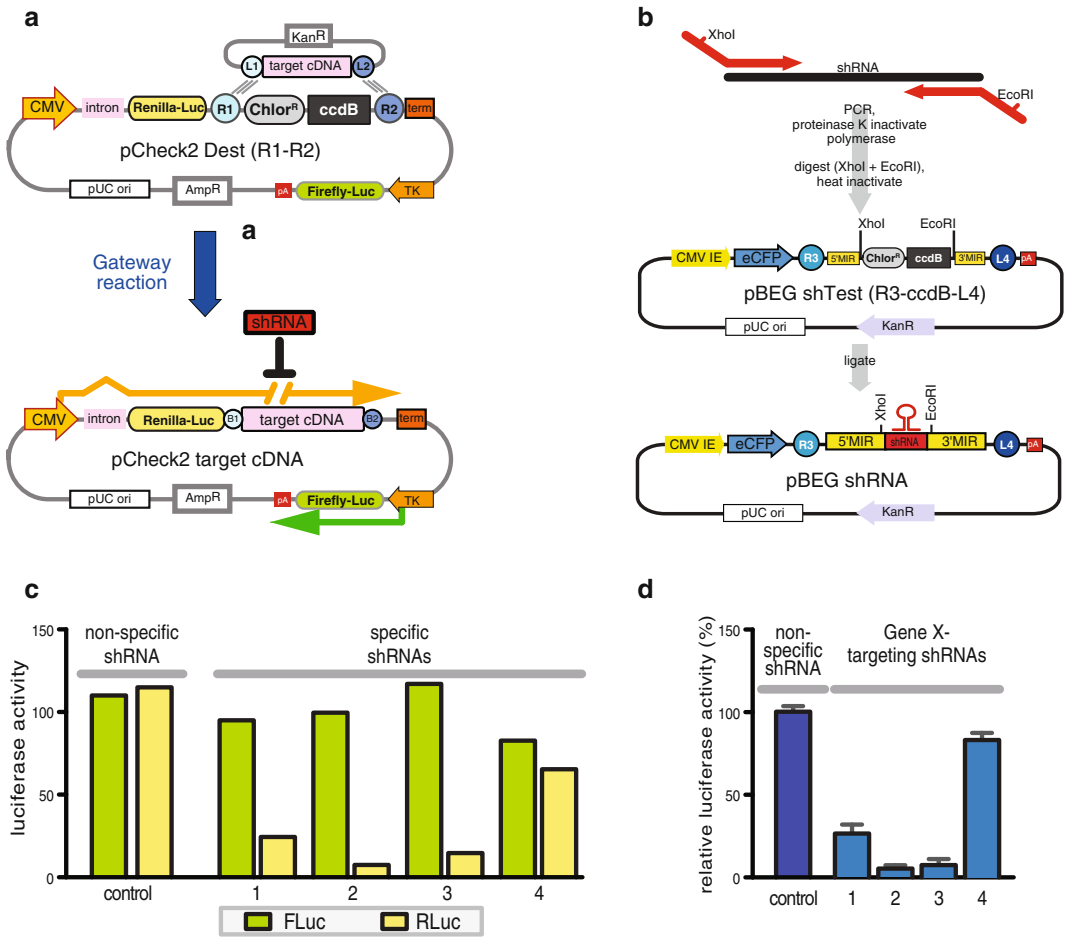 a
KanR
L1 target cDNA L2
CMV intron Renilla-Luc R1 ChlorR ccdB R2 term
pCheck2 Dest (R1-R2)
pUC ori AmpR pA Firefly-Luc TK
Gateway
reaction
a
shRNA
CMV intron Renilla-Luc B1 target cDNA B2 term
pCheck2 target cDNA
pUC ori AmpR pA Firefly-Luc TK
b
XhoI
shRNA
EcoRI
PCR,
proteinase K inactivate
polymerase
digest (XhoI + EcoRI),
heat inactivate
XhoI EcoRI
CMV IE eCFP R3 5'MIR ChlorR ccdB 3'MIR L4 pA
pBEG shTest (R3-ccdB-L4)
pUC ori KanR
ligate
XhoI EcoRI
CMV IE eCFP R3 5'MIR shRNA 3'MIR L4 pA
pBEG shRNA
pUC ori KanR
c
luciferase activity
150
100
50
0
non-specific
shRNA
specific
shRNAs
control 1 2 3 4
FLuc RLuc
d
relative luciferase activity (%)
150
100
50
0
non-
specific
shRNA
Gene X-
targeting shRNAs
control 1 2 3 4